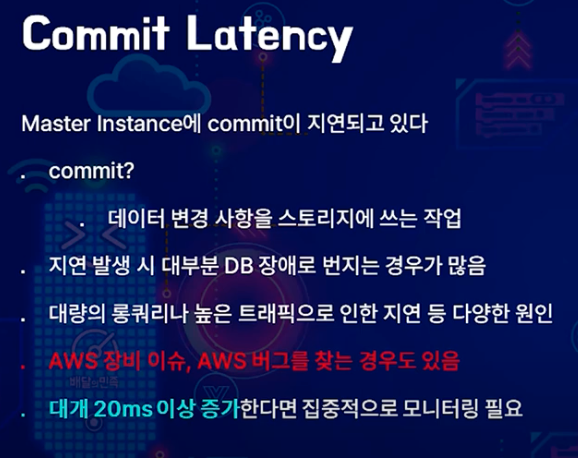 Commit Latency
Master Instance에 commit이 지연되고 있다
. commit?
. 데이터 변경 사항을 스토리지에 쓰는 작업
. 지연 발생 시 대부분 DB 장애로 번지는 경우가 많음
. 대량의 롱쿼리나 높은 트래픽으로 인한 지연 등 다양한 원인
. AWS 장비 이슈, AWS 버그를 찾는 경우도 있음
배달의민족
. 대개 20ms 이상 증가한다면 집중적으로 모니터링 필요